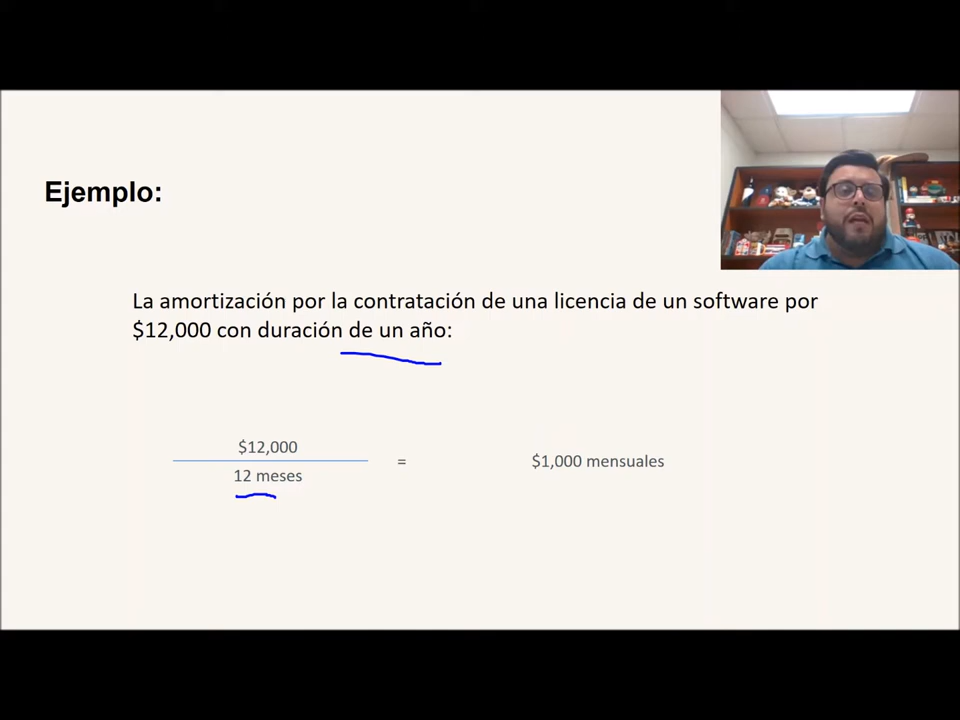 Ejemplo:
La amortización por la contratación de una licencia de un software por
$12,000 con duración de un año:
$12,000
12 meses
=
$1,000 mensuales